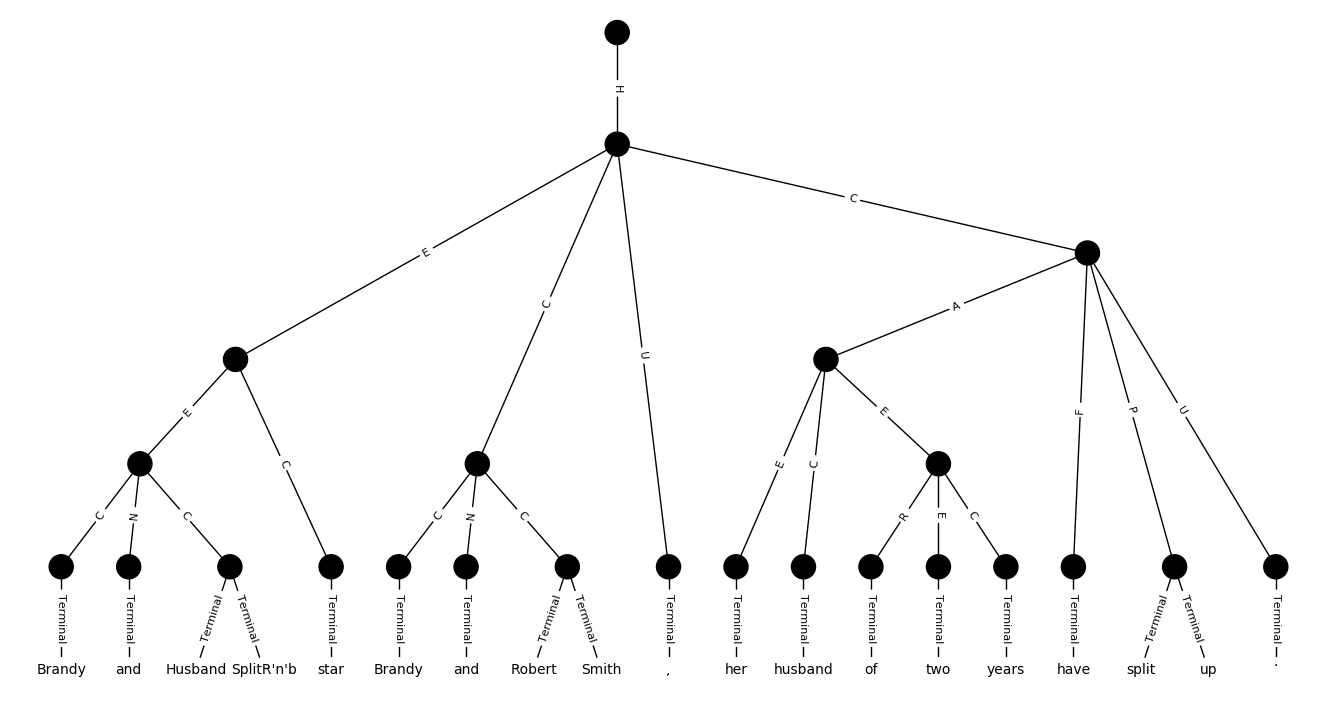 H
E C U C
E C A F P U
C N C C N C E C E
R E C
Terminal Terminal Terminal Terminal Terminal Terminal Terminal Terminal Terminal Terminal Terminal Terminal Terminal Terminal Terminal Terminal Terminal Terminal Terminal
Brandy and Husband SplitR'n'b star Brandy and Robert Smith , her husband of two years have split up .